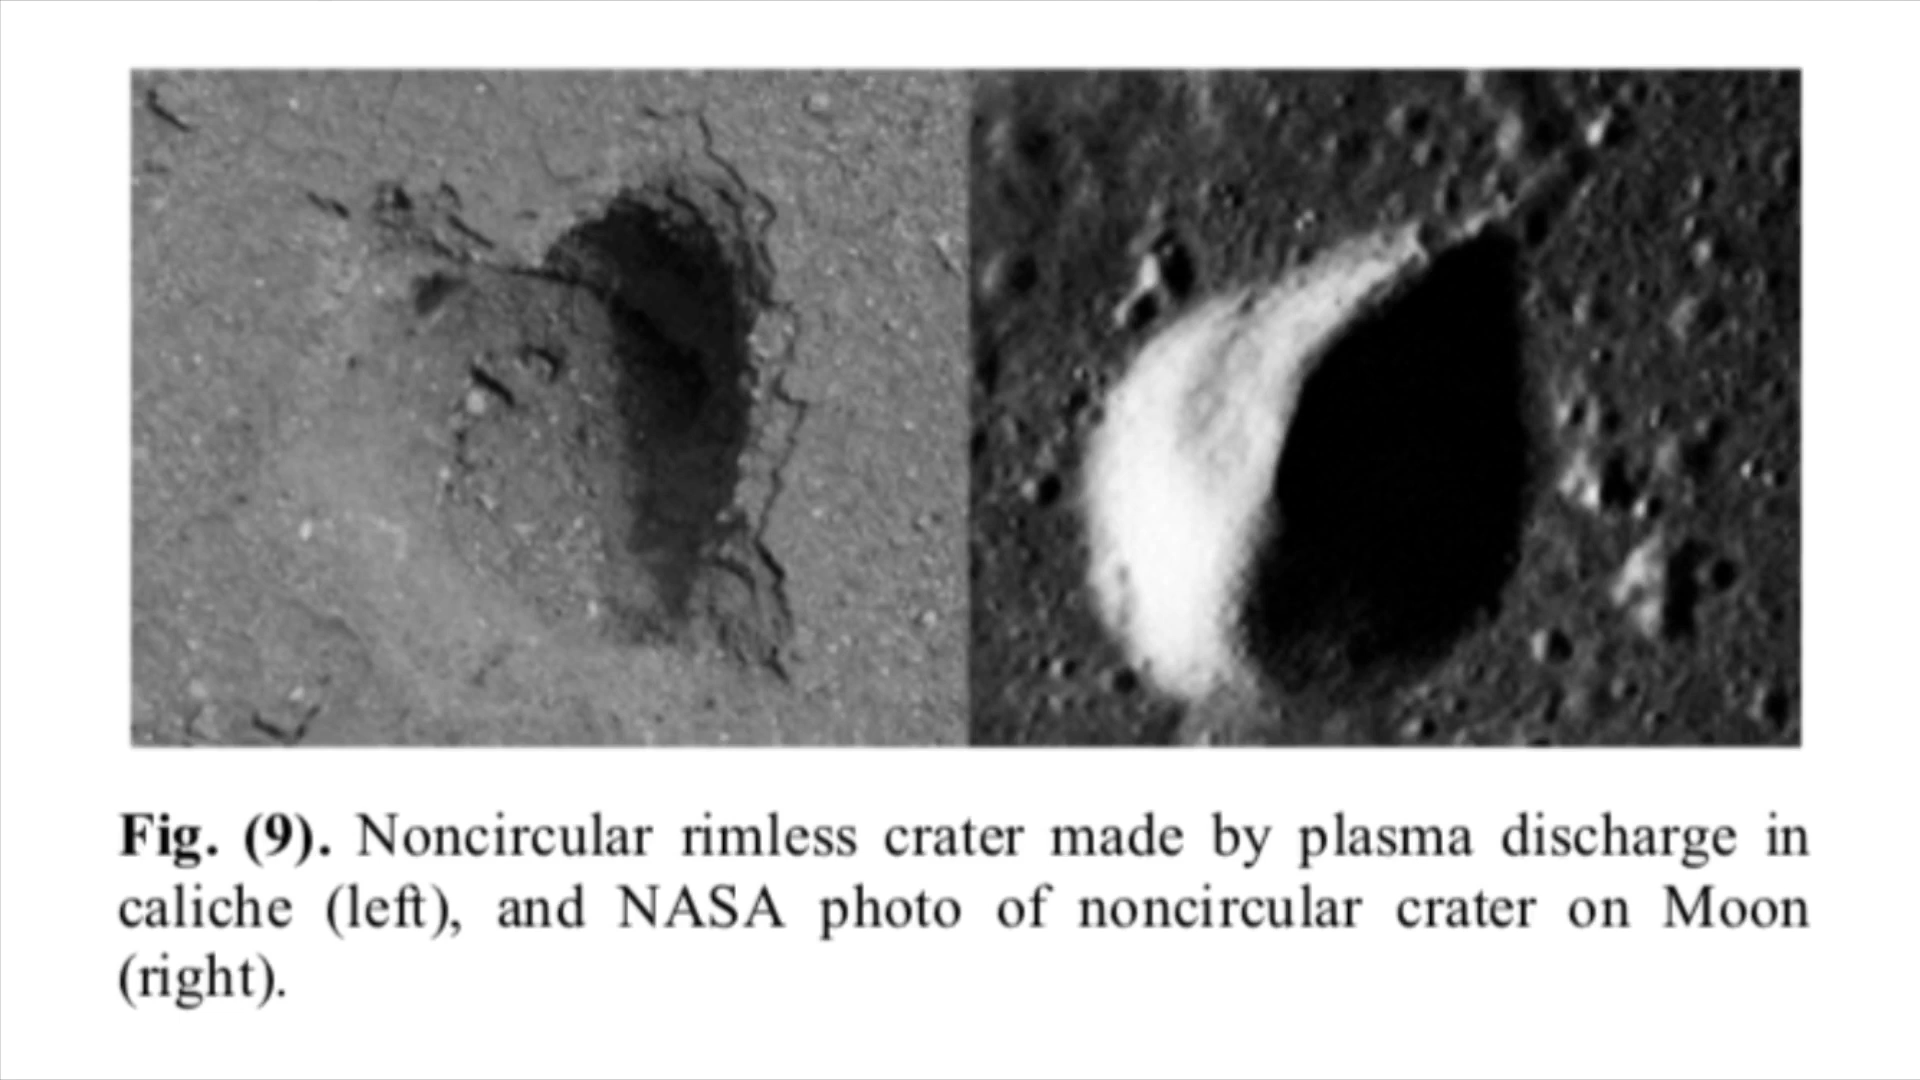 Fig. (9). Noncircular rimless crater made by plasma discharge in
caliche (left), and NASA photo of noncircular crater on Moon
(right).